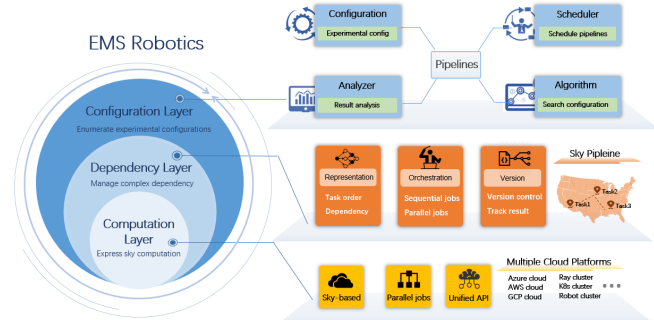 EMS Robotics
Configuration Layer
Enumerate experimental configurations
Dependency Layer
Manage complex dependency
Computation
Layer
Express sky computation
Configuration
Experimental config
Scheduler
Schedule pipelines
Pipelines
Analyzer
Result analysis
Algorithm
Search configuration
Representation
Task order
Dependency
Orchestration
Sequential jobs
Parallel jobs
Version
Version control
Track result
Sky Pipleine
Task2
Task1
Task3
Sky-based
Parallel jobs
Unified API
Multiple Cloud Platforms
Azure cloud
AWS cloud
GCP cloud
Ray cluster
K8s cluster
Robot cluster